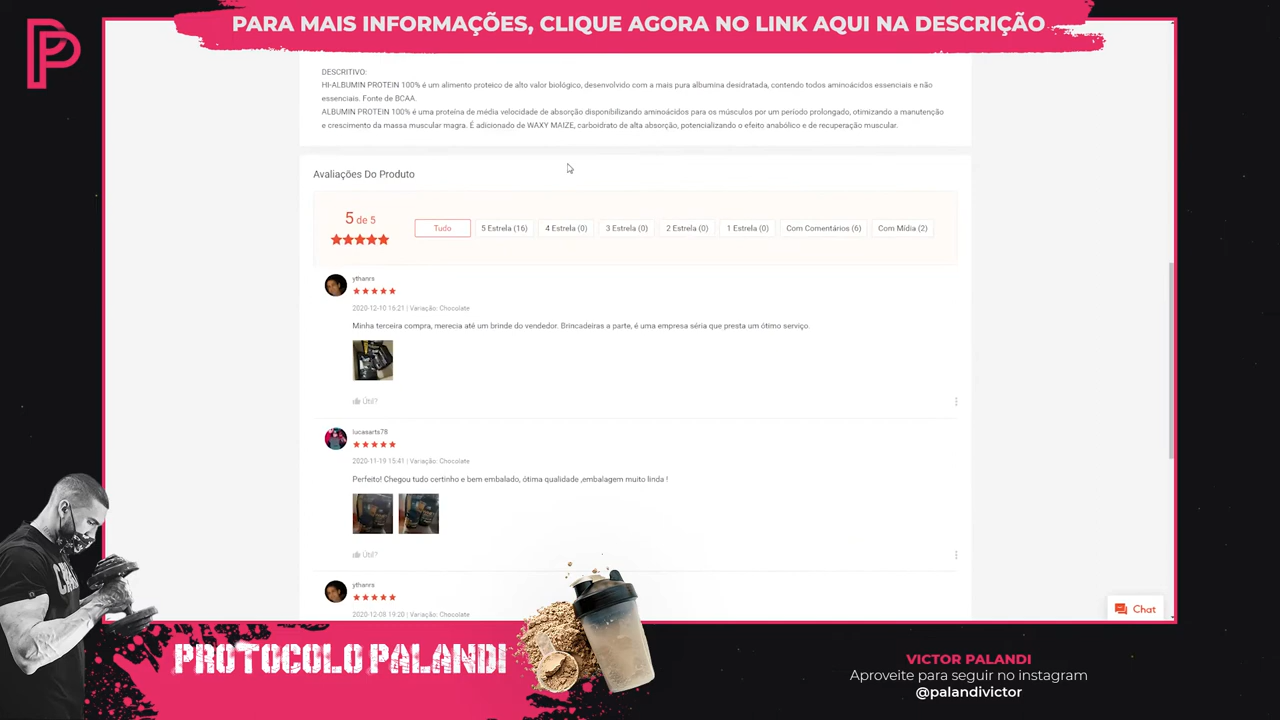 PARA MAIS INFORMAÇÕES, CLIQUE AGORA NO LINK AQUI NA DESCRIÇÃO
DESCRITIVO:
HI-ALBUMIN PROTEIN 100% é um alimento proteico de alto valor biológico, desenvolvido com a mais pura albumina desidratada, contendo todos aminoácidos essenciais e não
essenciais. Fonte de BCAA.
ALBUMIN PROTEIN 100% é uma proteína de média velocidade de absorção disponibilizando aminoácidos para os músculos por um período prolongado, otimizando a manutenção
e crescimento da massa muscular magra. É adicionado de WAXY MAIZE, carboidrato de alta absorção, potencializando o efeito anabólico e de recuperação muscular.
Avaliações Do Produto
5 de 5
Tudo
5 Estrela (16)
4 Estrela (0)
3 Estrela (0)
2 Estrela (0)
1 Estrela (0)
Com Comentários (6)
Com Mídia (2)
ythanrs
2020-12-10 16:21 | Variação: Chocolate
Minha terceira compra, merecia até um brinde do vendedor. Brincadeiras a parte, é uma empresa séria que presta um ótimo serviço.
Útil?
lucasarts78
2020-11-19 15:41 | Variação: Chocolate
Perfeito! Chegou tudo certinho e bem embalado, ótima qualidade ,embalagem muito linda !
Útil?
ythanrs
2020-12-08 19:20 | Variação: Chocolate
Chat
PROTOCOLO PALANDI
VICTOR PALANDI
Aproveite para seguir no instagram
@palandivictor